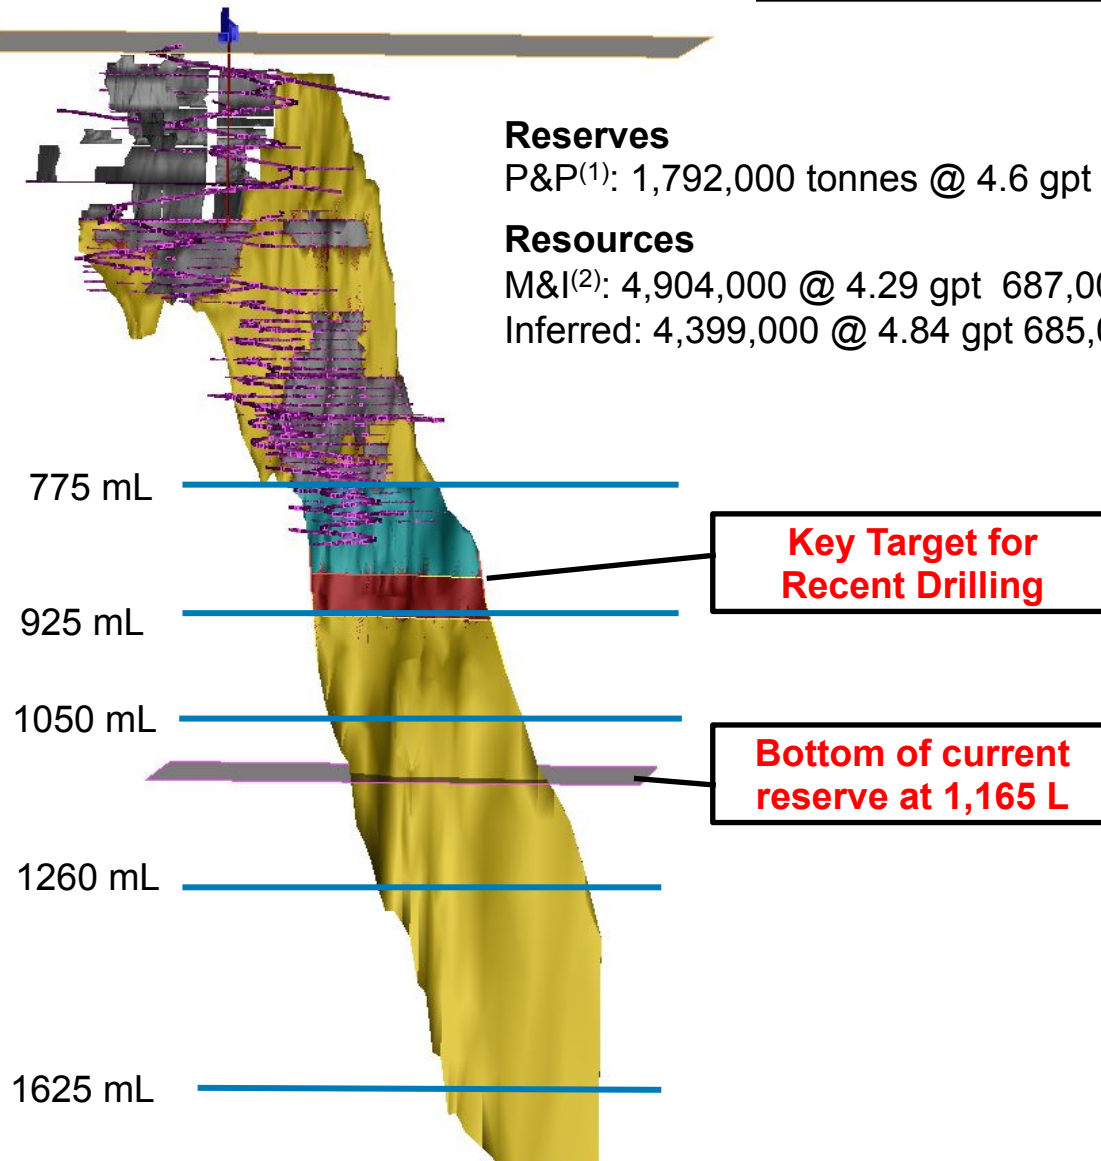 Reserves
P&P(1): 1,792,000 tonnes @ 4.6 gpt
Resources
M&I(2): 4,904,000 @ 4.29 gpt 687,00
Inferred: 4,399,000 @ 4.84 gpt 685,
775 mL
Key Target for
Recent Drilling
925 mL
1050 mL
Bottom of current
reserve at 1,165 L
1260 mL
1625 mL